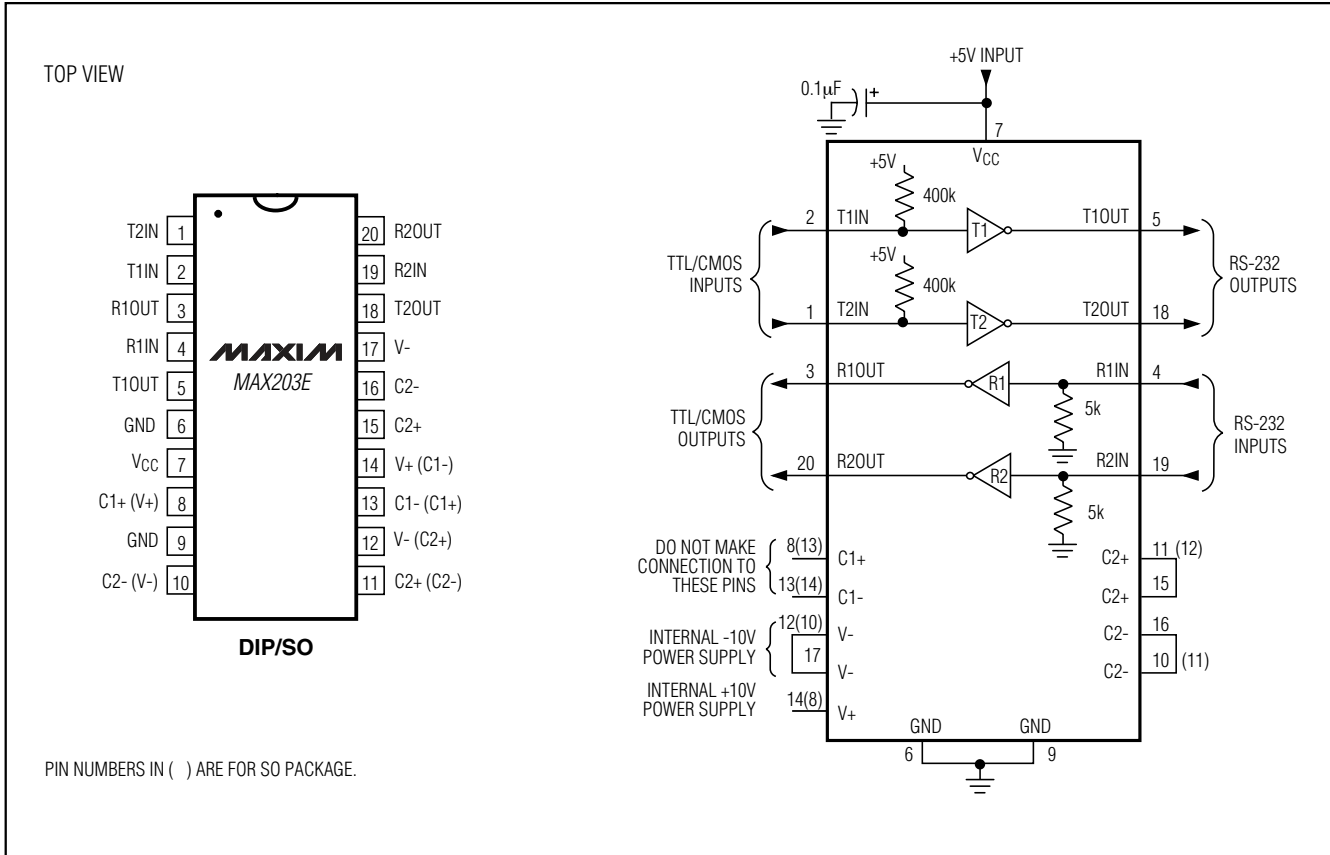 TOP VIEW
T2IN 1
T1IN 2
R1OUT 3
R1IN 4
T1OUT 5
GND 6
VCC 7
C1+ (V+) 8
GND 9
C2- (V-) 10
20 R2OUT
19 R2IN
18 T2OUT
17 V-
16 C2-
15 C2+
14 V+ (C1-)
13 C1- (C1+)
12 V- (C2+)
11 C2+ (C2-)
MAXIM
MAX203E
DIP/SO
PIN NUMBERS IN ( ) ARE FOR SO PACKAGE.
+5V INPUT
0.1μF
+
7
VCC
+5V
400k
2 T1IN T1 T1OUT 5
TTL/CMOS
INPUTS
RS-232
OUTPUTS
+5V
400k
1 T2IN T2 T2OUT 18
3 R1OUT R1 R1IN 4
5k
TTL/CMOS
OUTPUTS
RS-232
INPUTS
20 R2OUT R2 R2IN 19
5k
DO NOT MAKE
CONNECTION TO
THESE PINS
8(13) C1+
13(14) C1-
C2+ 11 (12)
C2+ 15
INTERNAL -10V
POWER SUPPLY
12(10) V-
17 V-
C2- 16
C2- 10 (11)
INTERNAL +10V
POWER SUPPLY
14(8) V+
GND GND
6 9